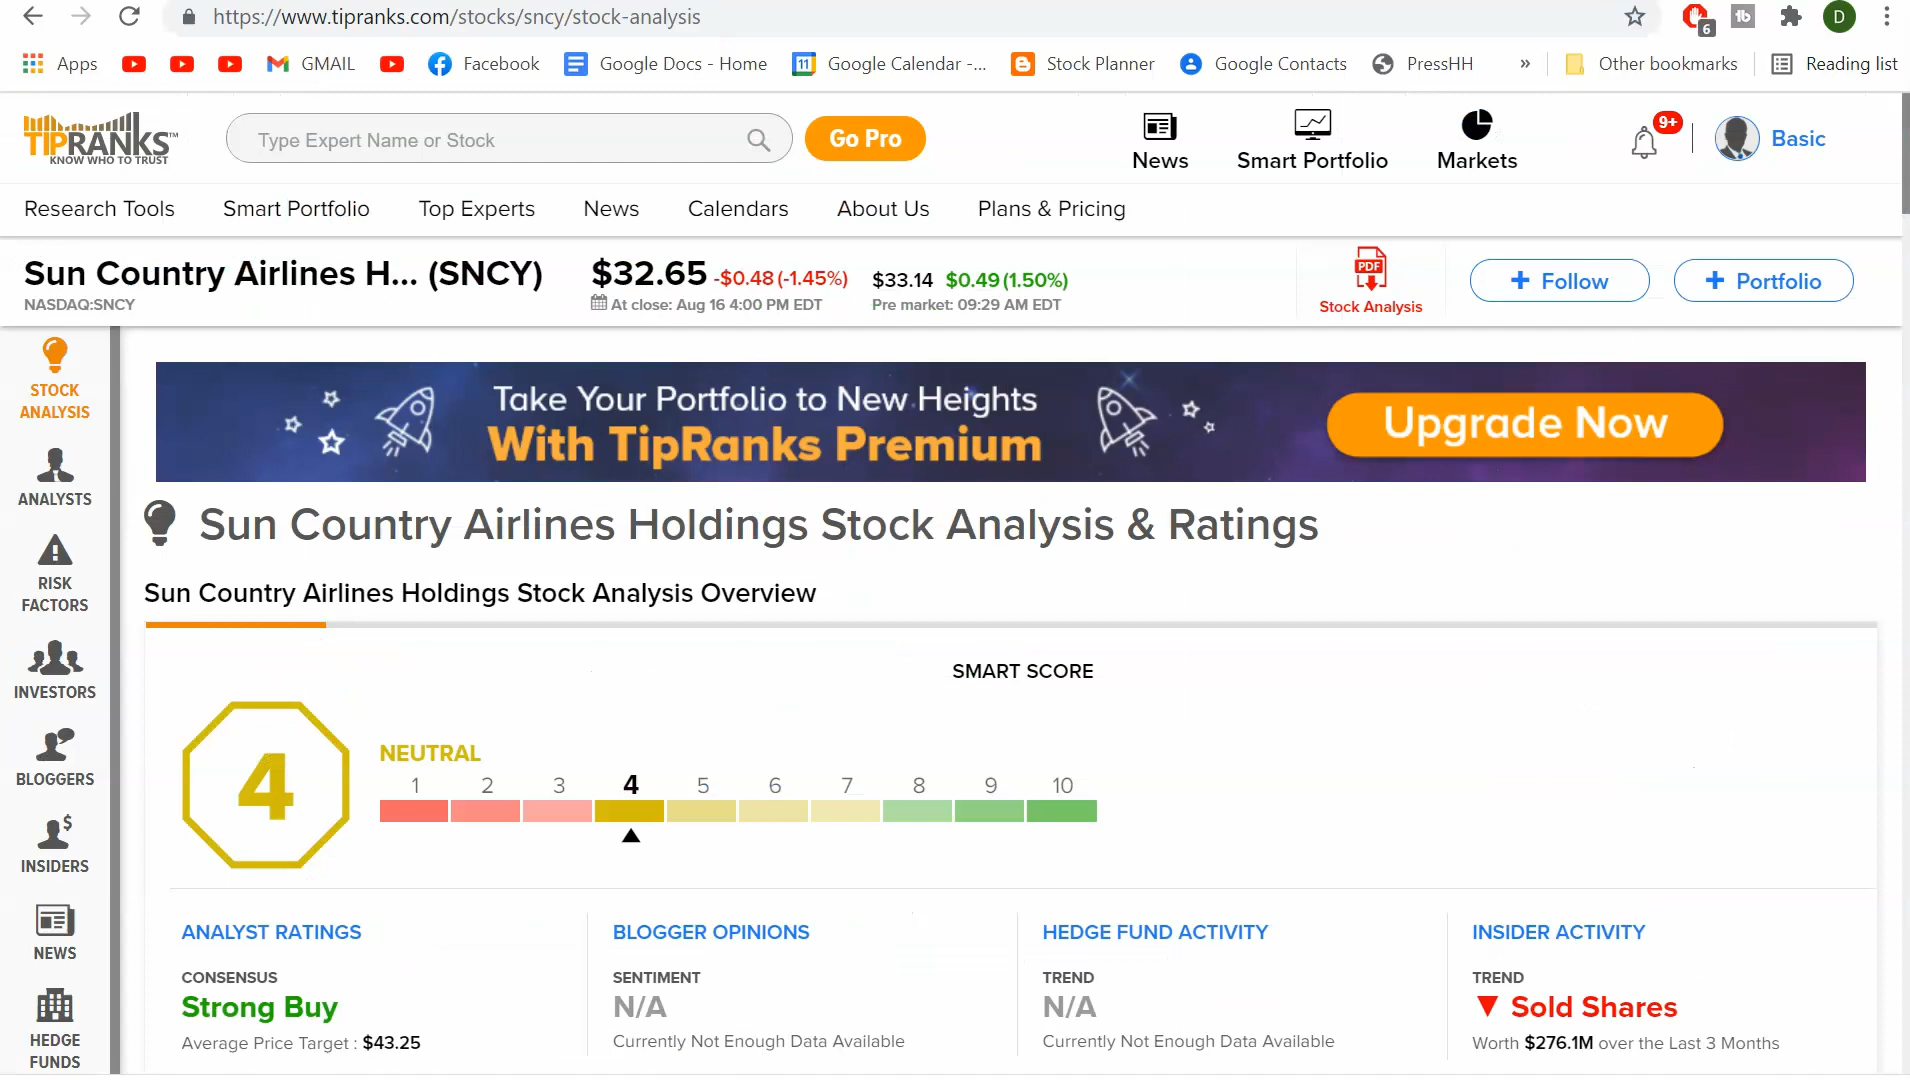 https://www.tipranks.com/stocks/sncy/stock-analysis
6
tb
D
Apps
GMAIL
Facebook
Google Docs - Home
11
Google Calendar -...
Stock Planner
Google Contacts
PressHH
»
Other bookmarks
Reading list
TIPRANKS™
KNOW WHO TO TRUST
Type Expert Name or Stock
Go Pro
News
Smart Portfolio
Markets
9+
Basic
Research Tools
Smart Portfolio
Top Experts
News
Calendars
About Us
Plans & Pricing
Sun Country Airlines H... (SNCY)
NASDAQ:SNCY
$32.65 -$0.48 (-1.45%)
At close: Aug 16 4:00 PM EDT
$33.14 $0.49 (1.50%)
Pre market: 09:29 AM EDT
PDF
Stock Analysis
+ Follow
+ Portfolio
STOCK
ANALYSIS
ANALYSTS
RISK
FACTORS
INVESTORS
BLOGGERS
$
INSIDERS
NEWS
HEDGE
FUNDS
Take Your Portfolio to New Heights
With TipRanks Premium
Upgrade Now
Sun Country Airlines Holdings Stock Analysis & Ratings
Sun Country Airlines Holdings Stock Analysis Overview
SMART SCORE
4
NEUTRAL
1 2 3 4 5 6 7 8 9 10
ANALYST RATINGS
CONSENSUS
Strong Buy
Average Price Target : $43.25
BLOGGER OPINIONS
SENTIMENT
N/A
Currently Not Enough Data Available
HEDGE FUND ACTIVITY
TREND
N/A
Currently Not Enough Data Available
INSIDER ACTIVITY
TREND
▼ Sold Shares
Worth $276.1M over the Last 3 Months